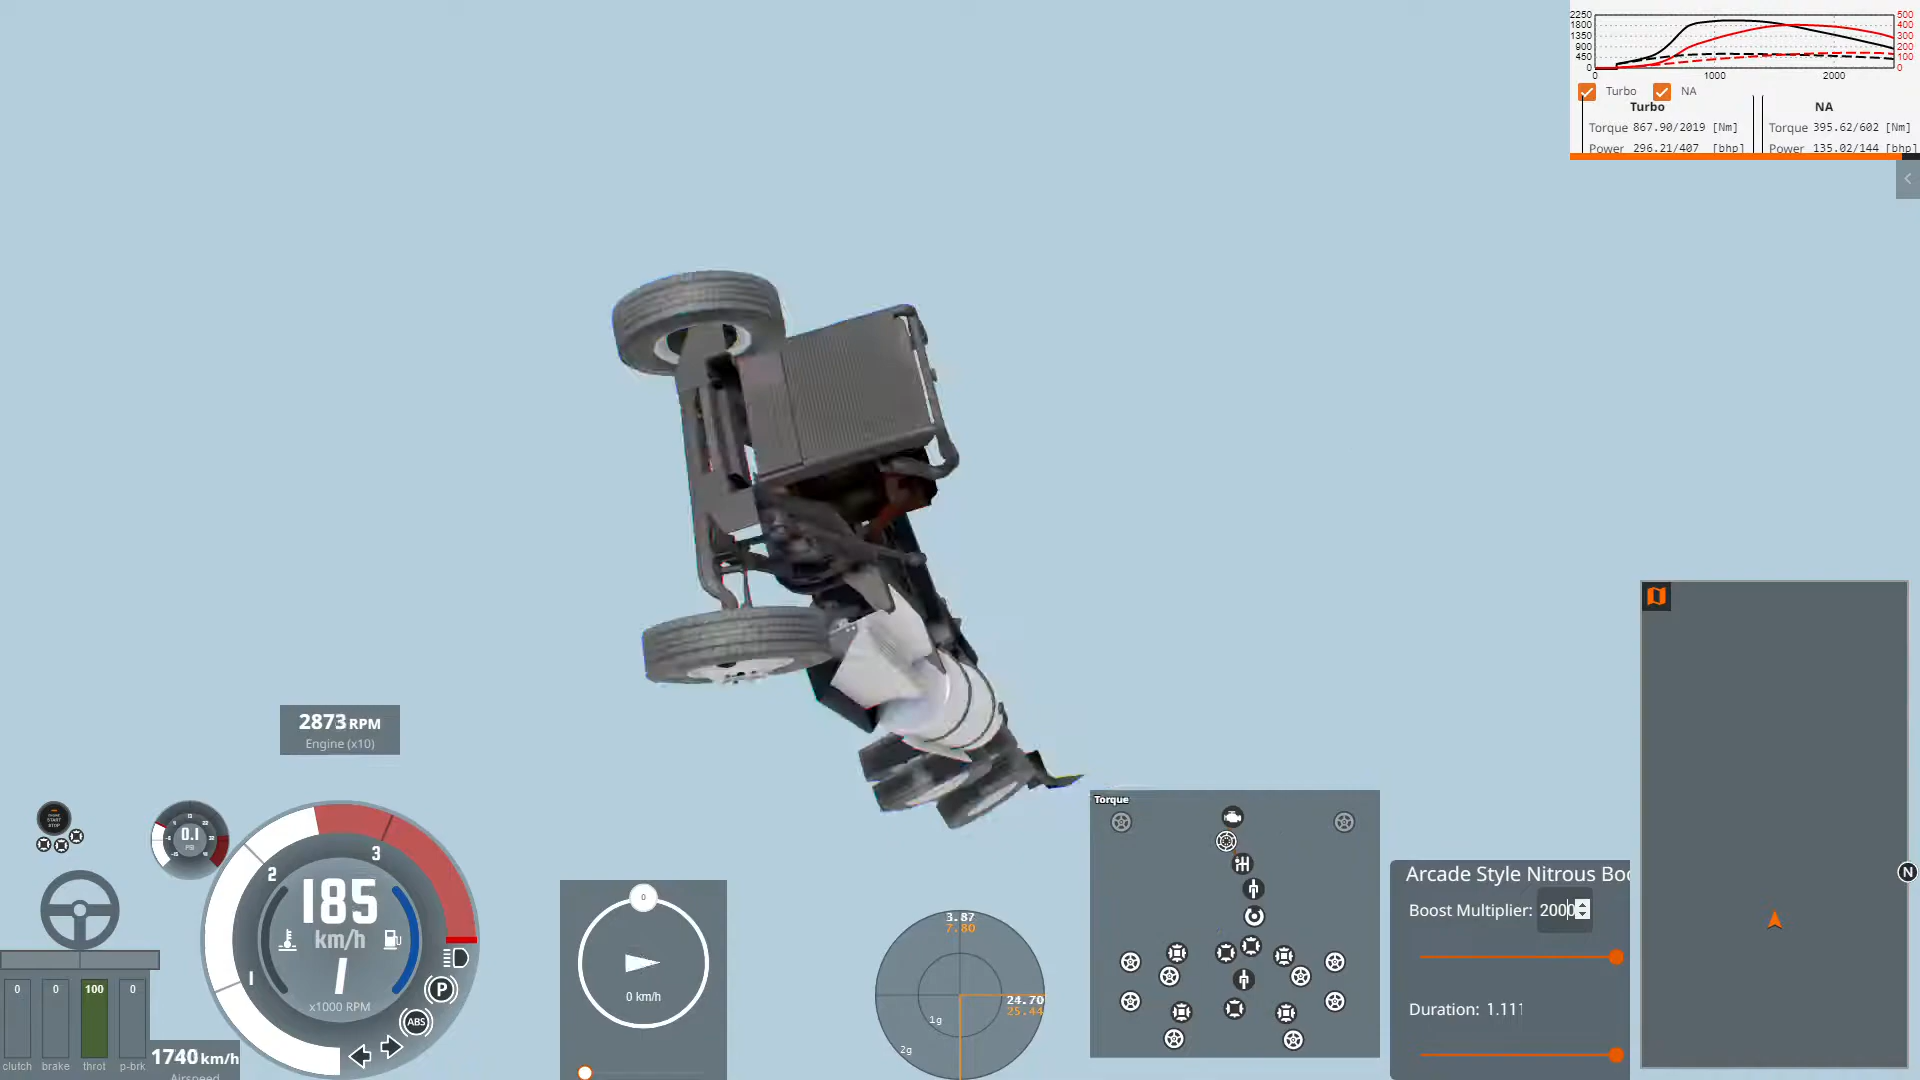 2250
1800
1350
900
450
0
500
400
300
200
100
0
0 1000 2000
Turbo NA
Turbo
Torque 867.90/2019 [Nm]
Power 296.21/407 [bhp]
NA
Torque 395.62/602 [Nm]
Power 135.02/144 [bhp]
2873 RPM
Engine (x10)
0.1
PSI
1
2
3
185
km/h
1
x1000 RPM
P
ABS
0 0 100 0
clutch brake throt p-brk
1740 km/h
Airspeed
0
0 km/h
3.87
7.80
24.70
25.44
1g
2g
Torque
Arcade Style Nitrous Boo
Boost Multiplier: 2000
Duration: 1.111
N